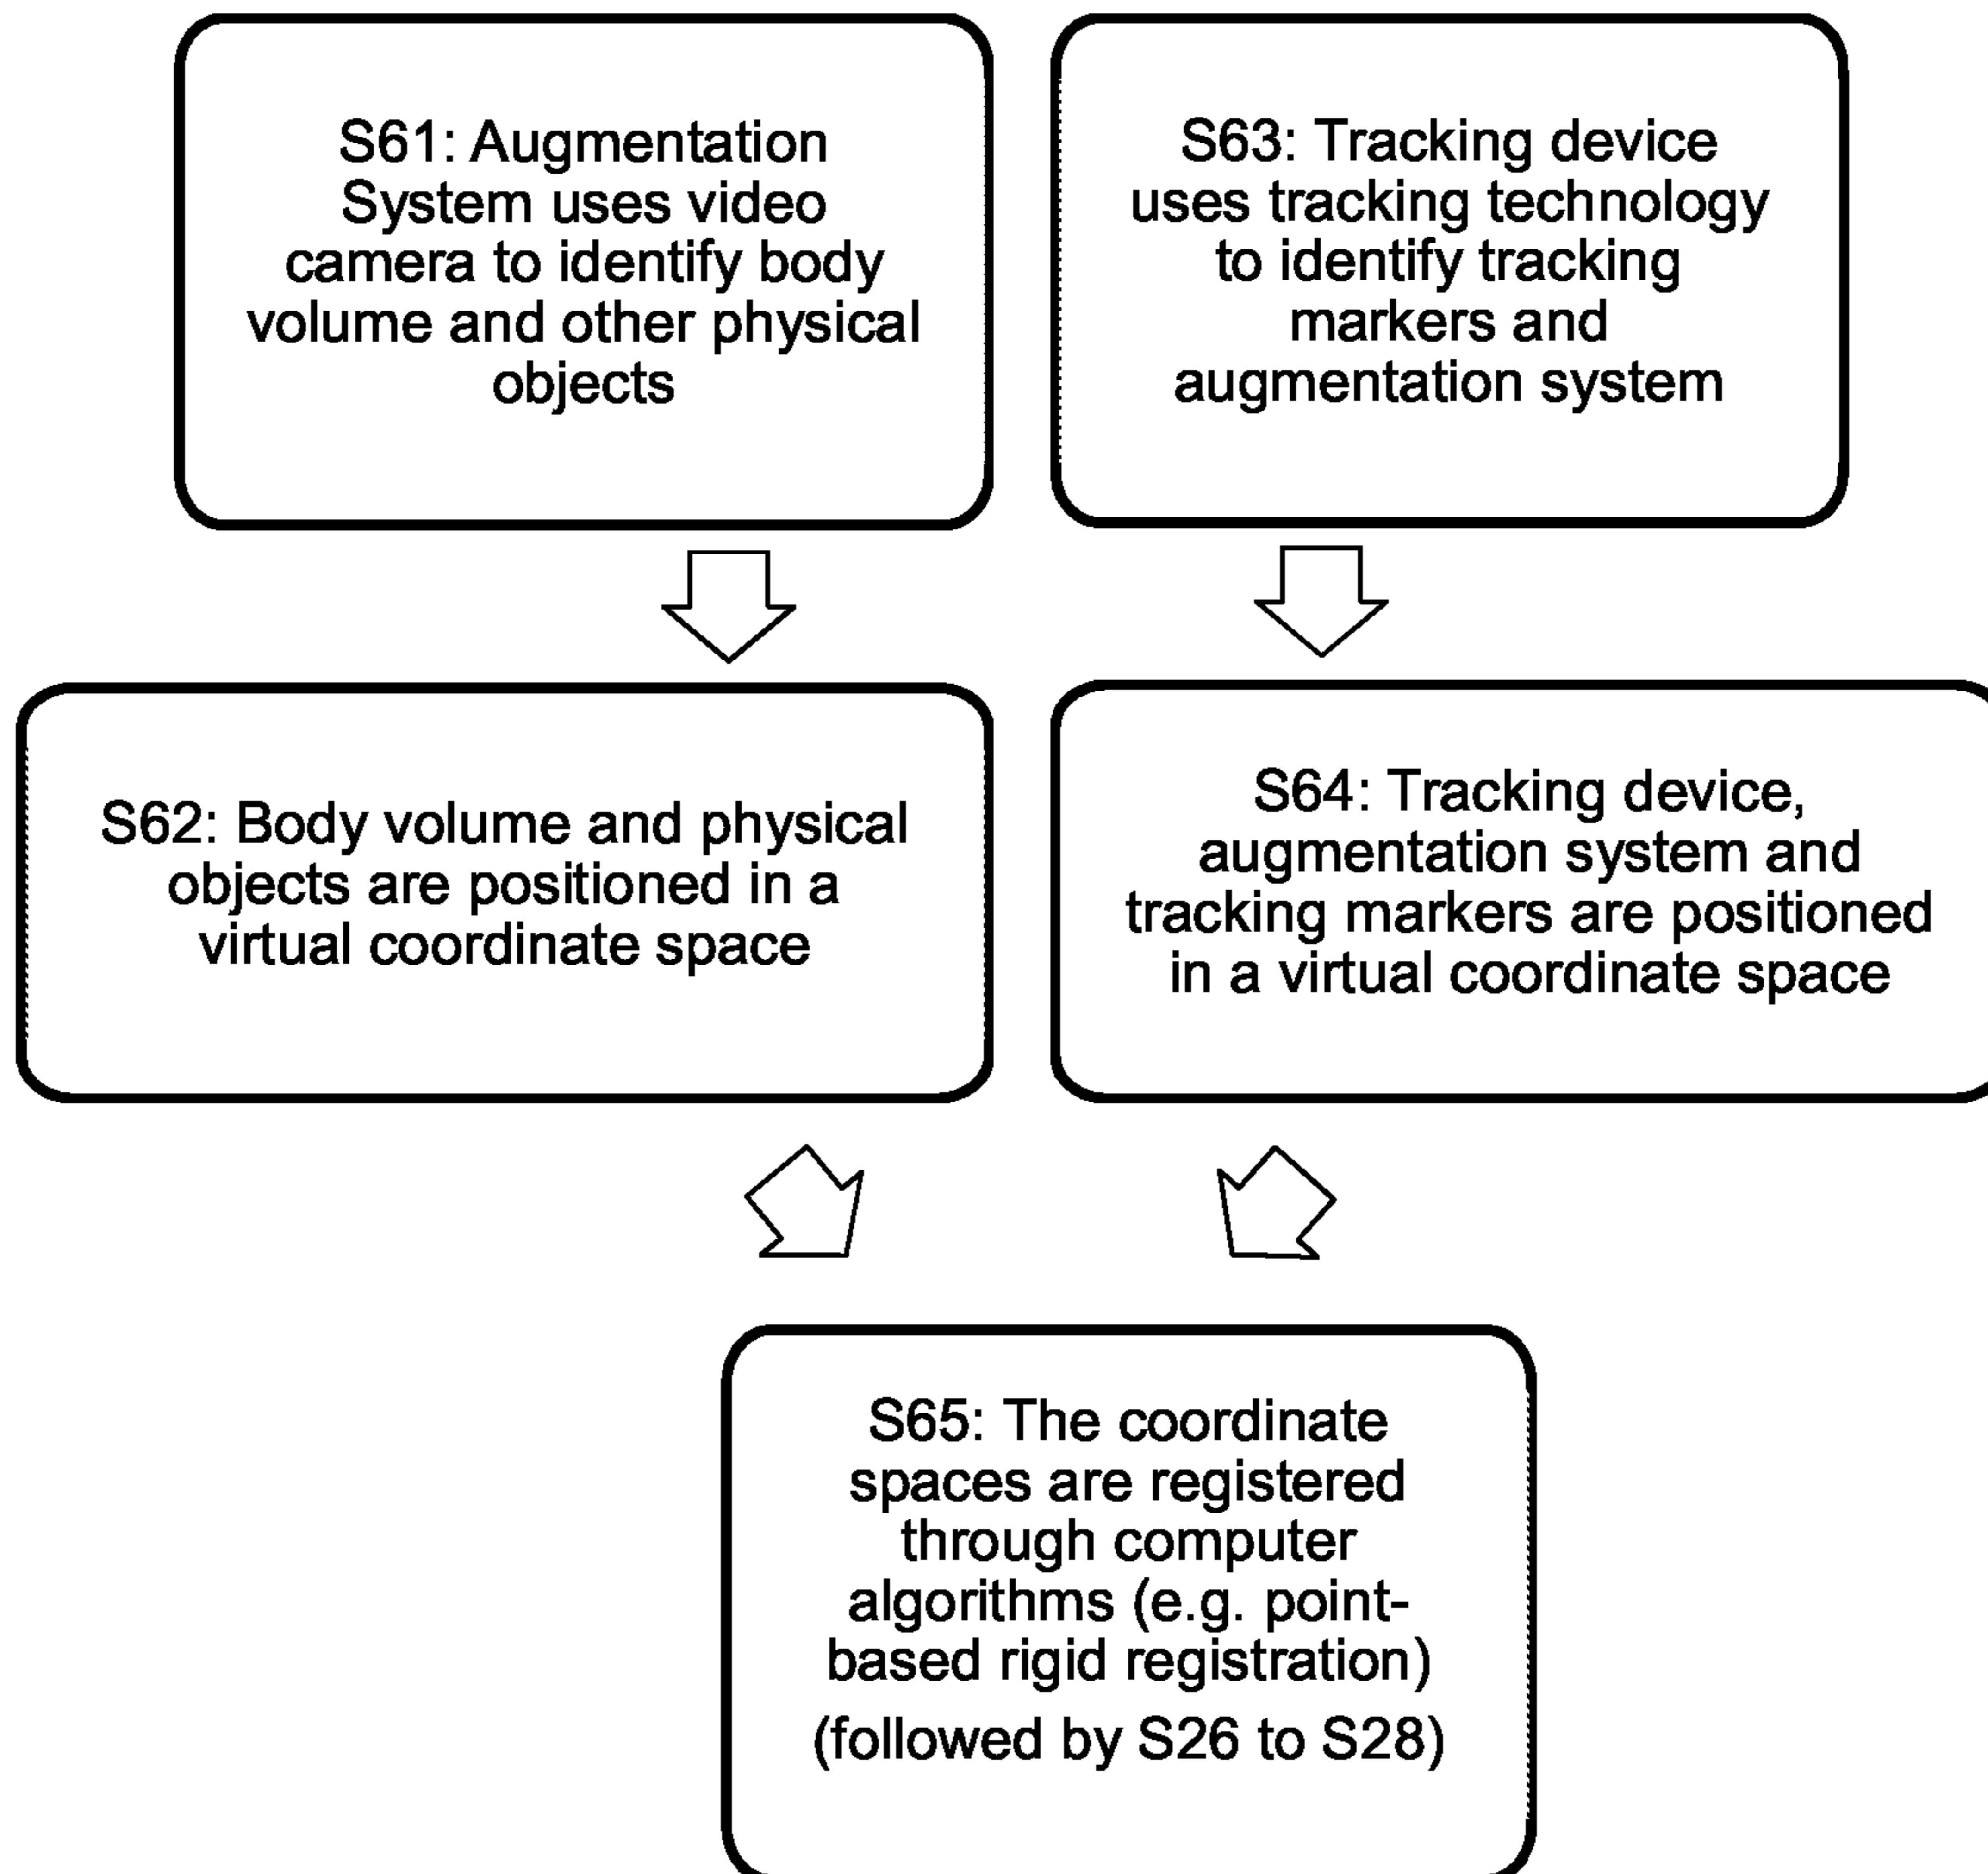 S61: Augmentation
System uses video
camera to identify body
volume and other physical
objects
S63: Tracking device
uses tracking technology
to identify tracking
markers and
augmentation system
S62: Body volume and physical
objects are positioned in a
virtual coordinate space
S64: Tracking device,
augmentation system and
tracking markers are positioned
in a virtual coordinate space
S65: The coordinate
spaces are registered
through computer
algorithms (e.g. point-
based rigid registration)
(followed by S26 to S28)